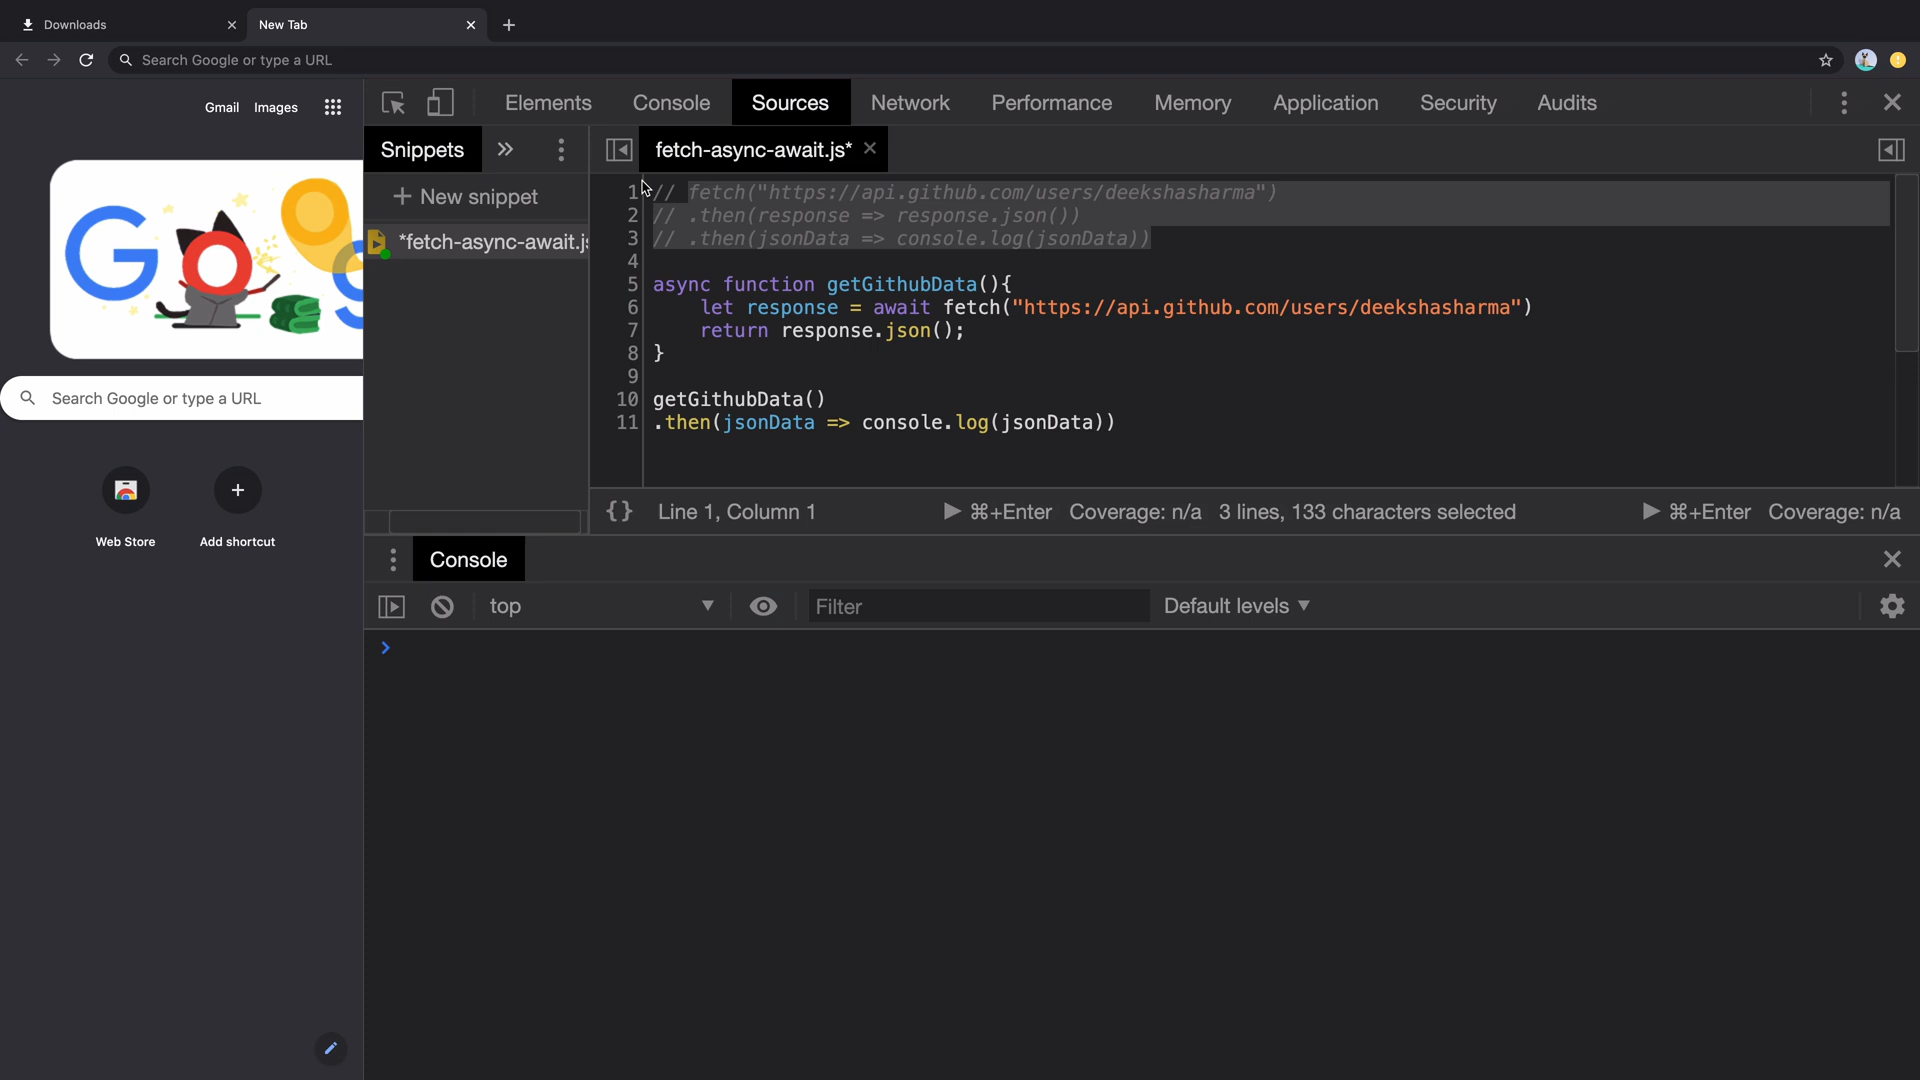 Downloads
New Tab
Search Google or type a URL
Gmail Images
Elements Console Sources Network Performance Memory Application Security Audits
Snippets » fetch-async-await.js*
+ New snippet
*fetch-async-await.js
1 // fetch("https://api.github.com/users/deekshasharma")
2 // .then(response => response.json())
3 // .then(jsonData => console.log(jsonData))
4
5 async function getGithubData(){
6 let response = await fetch("https://api.github.com/users/deekshasharma")
7 return response.json();
8 }
9
10 getGithubData()
11 .then(jsonData => console.log(jsonData))
Google
Search Google or type a URL
Web Store Add shortcut
{} Line 1, Column 1 ▶ ⌘+Enter Coverage: n/a 3 lines, 133 characters selected ▶ ⌘+Enter Coverage: n/a
Console
top ▼ Filter Default levels ▼